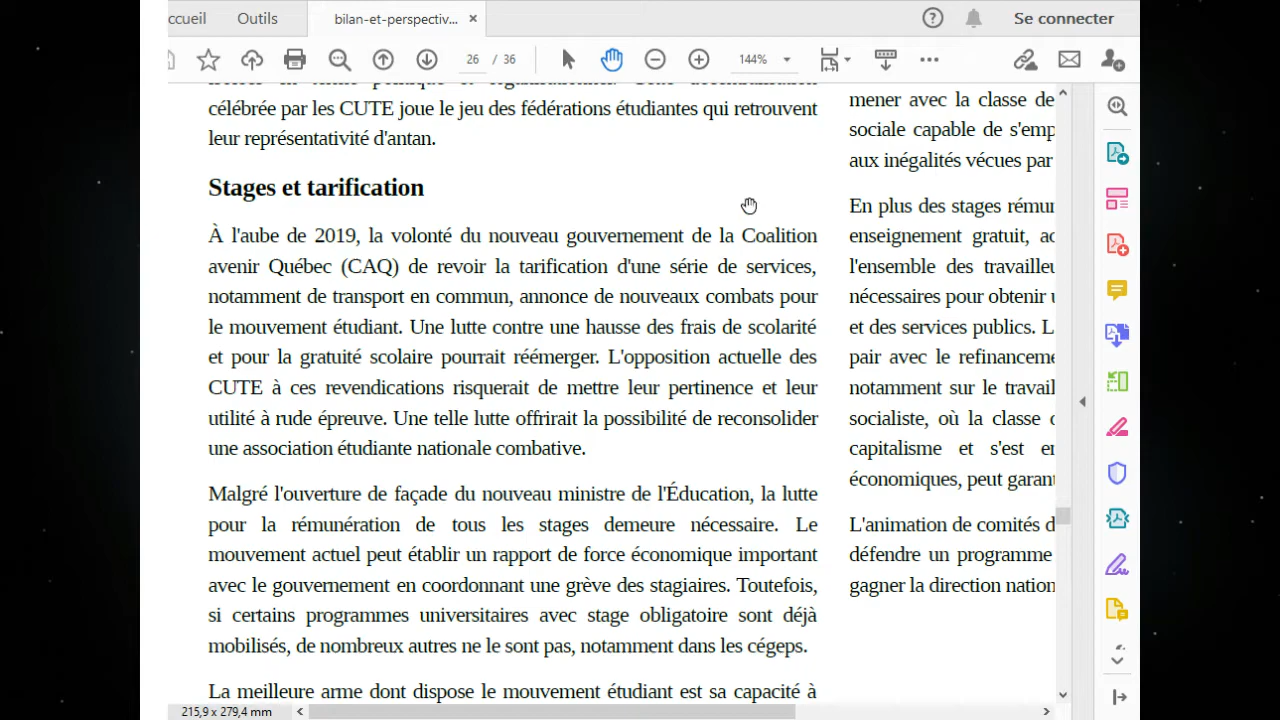 ccueil Outils bilan-et-perspectiv... × Se connecter
26 / 36 144%
célébrée par les CUTE joue le jeu des fédérations étudiantes qui retrouvent
leur représentativité d'antan.
Stages et tarification
À l'aube de 2019, la volonté du nouveau gouvernement de la Coalition
avenir Québec (CAQ) de revoir la tarification d'une série de services,
notamment de transport en commun, annonce de nouveaux combats pour
le mouvement étudiant. Une lutte contre une hausse des frais de scolarité
et pour la gratuité scolaire pourrait réémerger. L'opposition actuelle des
CUTE à ces revendications risquerait de mettre leur pertinence et leur
utilité à rude épreuve. Une telle lutte offrirait la possibilité de reconsolider
une association étudiante nationale combative.
Malgré l'ouverture de façade du nouveau ministre de l'Éducation, la lutte
pour la rémunération de tous les stages demeure nécessaire. Le
mouvement actuel peut établir un rapport de force économique important
avec le gouvernement en coordonnant une grève des stagiaires. Toutefois,
si certains programmes universitaires avec stage obligatoire sont déjà
mobilisés, de nombreux autres ne le sont pas, notamment dans les cégeps.
La meilleure arme dont dispose le mouvement étudiant est sa capacité à
mener avec la classe de
sociale capable de s'emp
aux inégalités vécues par
En plus des stages rémun
enseignement gratuit, ac
l'ensemble des travailleu
nécessaires pour obtenir u
et des services publics. L
pair avec le refinanceme
notamment sur le travail
socialiste, où la classe
capitalisme et s'est en
économiques, peut garant
L'animation de comités d
défendre un programme
gagner la direction nation
215,9 x 279,4 mm